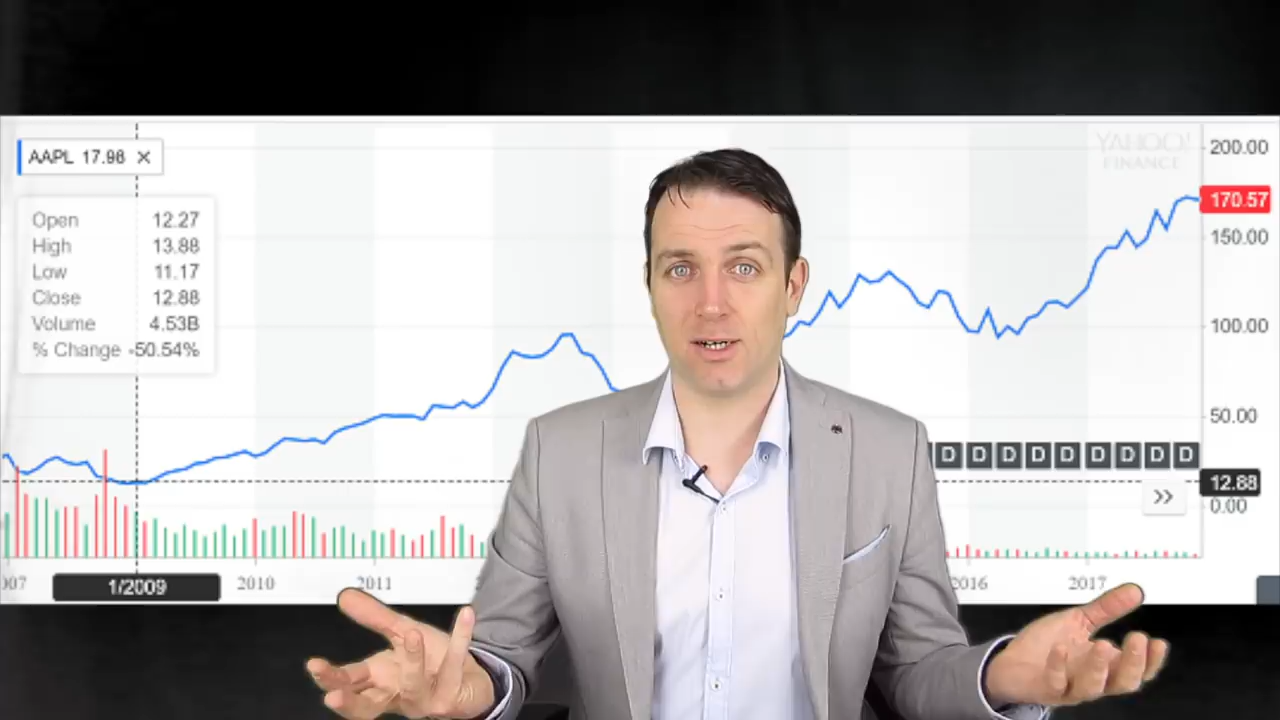 AAPL 17.98 ×
Open 12.27
High 13.88
Low 11.17
Close 12.88
Volume 4.53B
% Change -50.54%
YAHOO!
FINANCE
200.00
170.57
150.00
100.00
50.00
D D D D D D D D D
12.88
»
0.00
1/2009 2010 2011 2016 2017